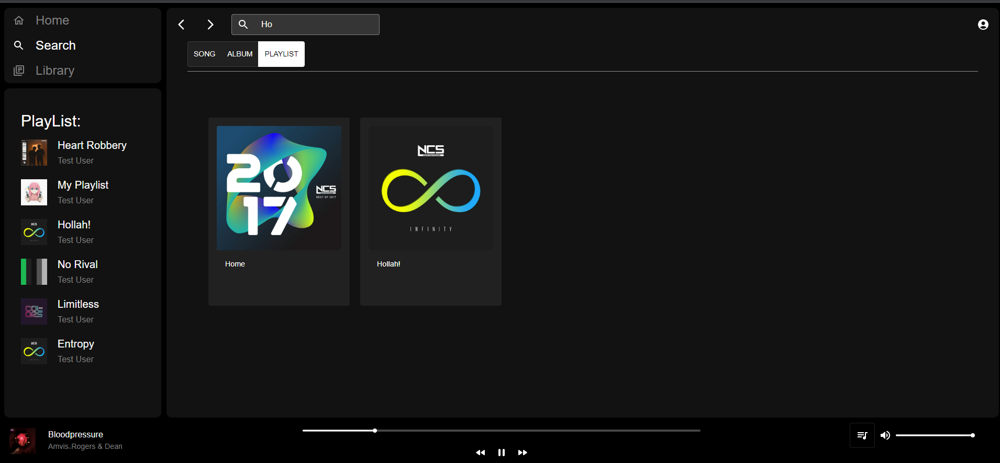 Home
Search
Library
PlayList:
Heart Robbery
Test User
My Playlist
Test User
Hollah!
Test User
No Rival
Test User
Limitless
Test User
Entropy
Test User
Ho
SONG ALBUM PLAYLIST
2017
NCS
BEST OF 2017
Home
NCS
INFINITY
Hollah!
Bloodpressure
Amvis-Rogers & Dean